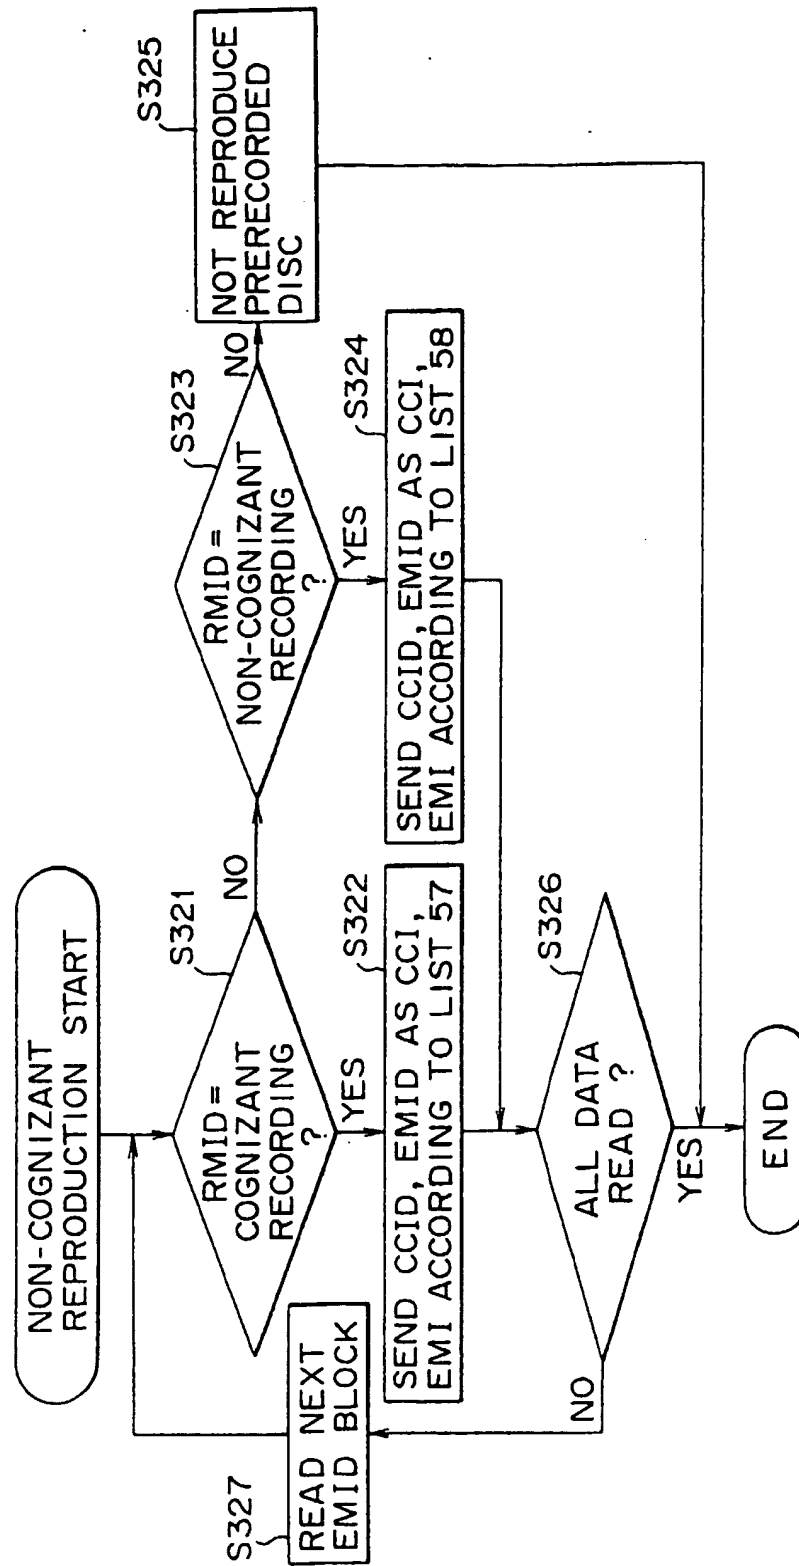 NON-COGNIZANT
REPRODUCTION START
S321
RMID=
COGNIZANT
RECORDING
?
NO
YES
S323
RMID=
NON-COGNIZANT
RECORDING
?
NO
YES
S325
NOT REPRODUCE
PRERECORDED
DISC
S322
SEND CCID, EMID AS CCI,
EMI ACCORDING TO LIST 57
S324
SEND CCID, EMID AS CCI,
EMI ACCORDING TO LIST 58
S327
READ NEXT
EMID BLOCK
S326
ALL DATA
READ ?
NO
YES
END